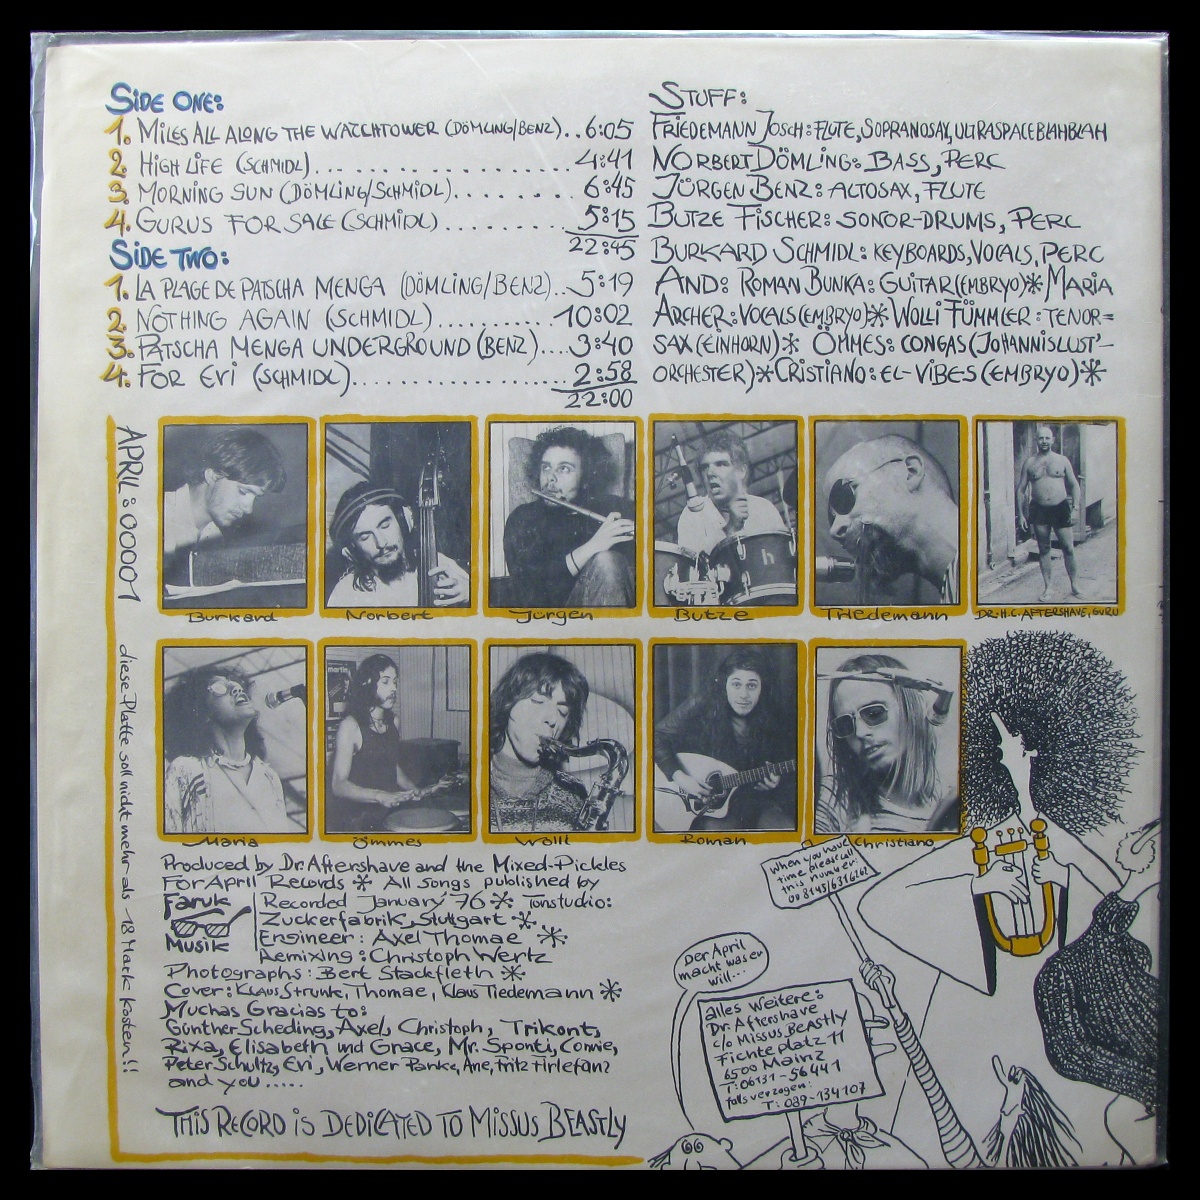 SIDE ONE:
1. MILES ALL ALONG THE WATCHTOWER (DÖMLING/BENZ)..6:05
2. HIGH LIFE (SCHMIDL)....................4:41
3. MORNING SUN (DÖMLING/SCHMIDL)..........6:45
4. GURUS FOR SALE (SCHMIDL)..........5:15
22:45
SIDE TWO:
1. LA PLAGE DE PATSCHA MENGA (DÖMLING/BENZ)..5:19
2. NOTHING AGAIN (SCHMIDL)..........10:02
3. PATSCHA MENGA UNDERGROUND (BENZ)....3:40
4. FOR EVI (SCHMIDL)....................2:58
22:00
STUFF:
FRIEDEMANN JOSCH: FLUTE, SOPRANOSAX, ULTRASPACEBLAHBLAH
NORBERT DÖMLING: BASS, PERC
JÜRGEN BENZ: ALTOSAX, FLUTE
BUTZE FISCHER: SONOR-DRUMS, PERC
BURKARD SCHMIDL: KEYBOARDS, VOCALS, PERC
AND: ROMAN BUNKA: GUITAR (EMBRYO) * MARIA
ARCHER: VOCALS (EMBRYO) * WOLLI FÜMMLER: TENOR=
SAX (EINHORN) * ÖMMES: CONGAS (JOHANNISLUST'-
ORCHESTER) * CRISTIANO: EL-VIBES (EMBRYO) *
APRIL: 00001
diese Platte soll nicht mehr als 18 Mark kosten!!
Burkard
Norbert
Jürgen
Butze
Friedemann
DR. H.C. AFTERSHAVE, GURU
Maria
Ömmes
Wolli
Roman
Christiano
martin
h
Produced by Dr. Aftershave and the Mixed-Pickles
For April Records * All songs published by
Faruk
Musik
Recorded January 76 * Tonstudio:
Zuckerfabrik, Stuttgart *
Engineer: Axel Thomae *
Remixing: Christoph Wertz
Photographs: Bert Stackfleth *
Cover: Klaus Strunk, Thomae, Klaus Tiedemann *
Muchas Gracias to:
Günther Scheding, Axel, Christoph, Trikont,
Rixa, Elisabeth und Grace, Mr. Sponti, Connie,
Peter Schultz, Evi, Werner Panke, Ane, Fritz Firlefanz
and you.....
THIS RECORD IS DEDICATED TO MISSUS BEASTLY
When you have
time please call
this number:
00 8145/6316262
Der April
macht was er
will...
alles Weitere:
Dr. Aftershave
c/o Missus Beastly
Fichteplatz 11
6500 Mainz
T: 06131-56441
falls verzogen:
T: 089-134107